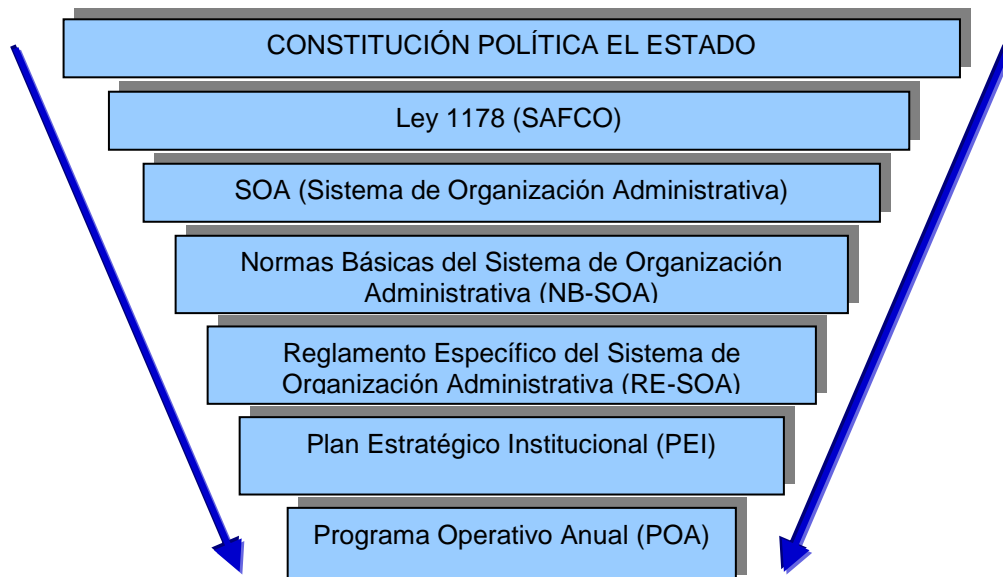 CONSTITUCIÓN POLÍTICA EL ESTADO
Ley 1178 (SAFCO)
SOA (Sistema de Organización Administrativa)
Normas Básicas del Sistema de Organización
Administrativa (NB-SOA)
Reglamento Específico del Sistema de
Organización Administrativa (RE-SOA)
Plan Estratégico Institucional (PEI)
Programa Operativo Anual (POA)